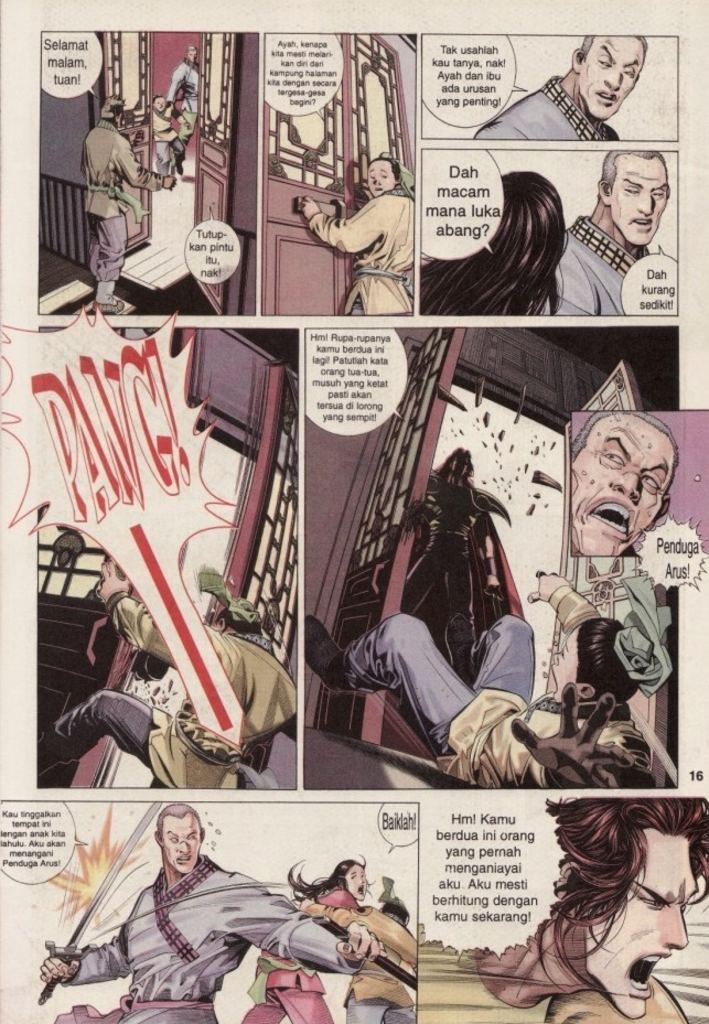 Selamat
malam,
tuan!
Tutup-
kan pintu
itu,
nak!
Ayah, kenapa
kita mesti melari-
kan diri dari
kampung halaman
kita dengan secara
tergesa-gesa
begini?
Tak usahlah
kau tanya, nak!
Ayah dan ibu
ada urusan
yang penting!
Dah
macam
mana luka
abang?
Dah
kurang
sedikit!
PANG!
Hm! Rupa-rupanya
kamu berdua ini
lagi! Patutlah kata
orang tua-tua,
musuh yang ketat
pasti akan
tersua di lorong
yang sempit!
Penduga
Arus!
16
Kau tinggalkan
tempat ini
dengan anak kita
dahulu. Aku akan
menangani
Penduga Arus!
Baiklah!
Hm! Kamu
berdua ini orang
yang pernah
menganiayai
aku. Aku mesti
berhitung dengan
kamu sekarang!